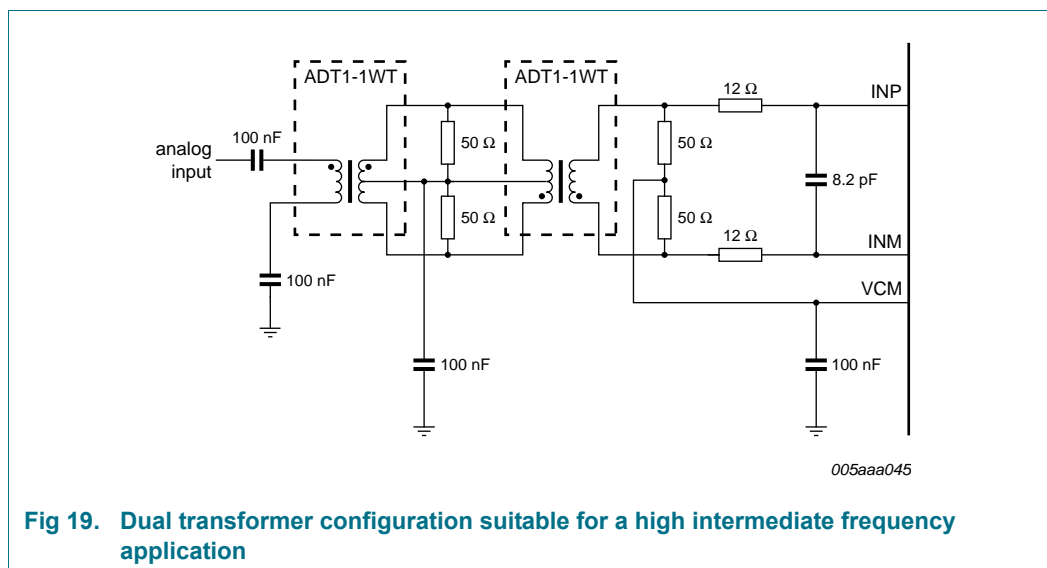 ADT1-1WT
ADT1-1WT
100 nF
analog
input
12 Ω
INP
50 Ω
50 Ω
8.2 pF
50 Ω
50 Ω
12 Ω
INM
100 nF
VCM
100 nF
100 nF
005aaa045
Fig 19. Dual transformer configuration suitable for a high intermediate frequency
application